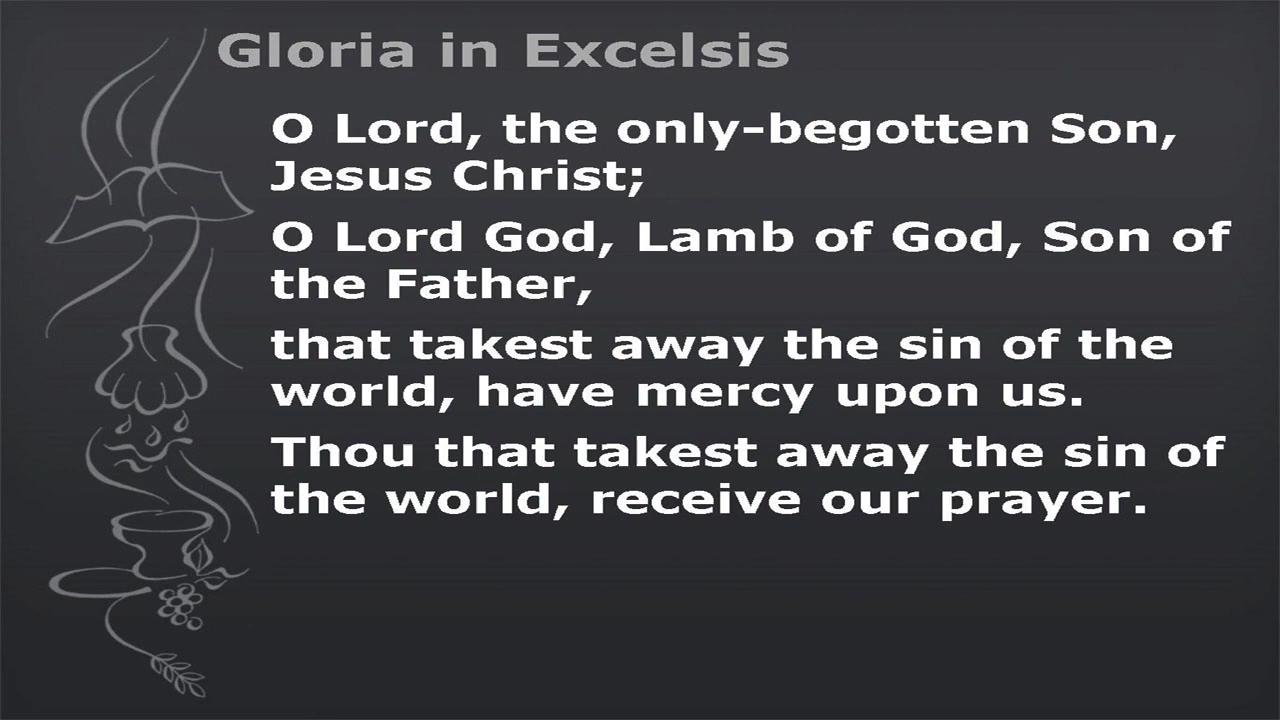 Gloria in Excelsis
O Lord, the only-begotten Son,
Jesus Christ;
O Lord God, Lamb of God, Son of
the Father,
that takest away the sin of the
world, have mercy upon us.
Thou that takest away the sin of
the world, receive our prayer.